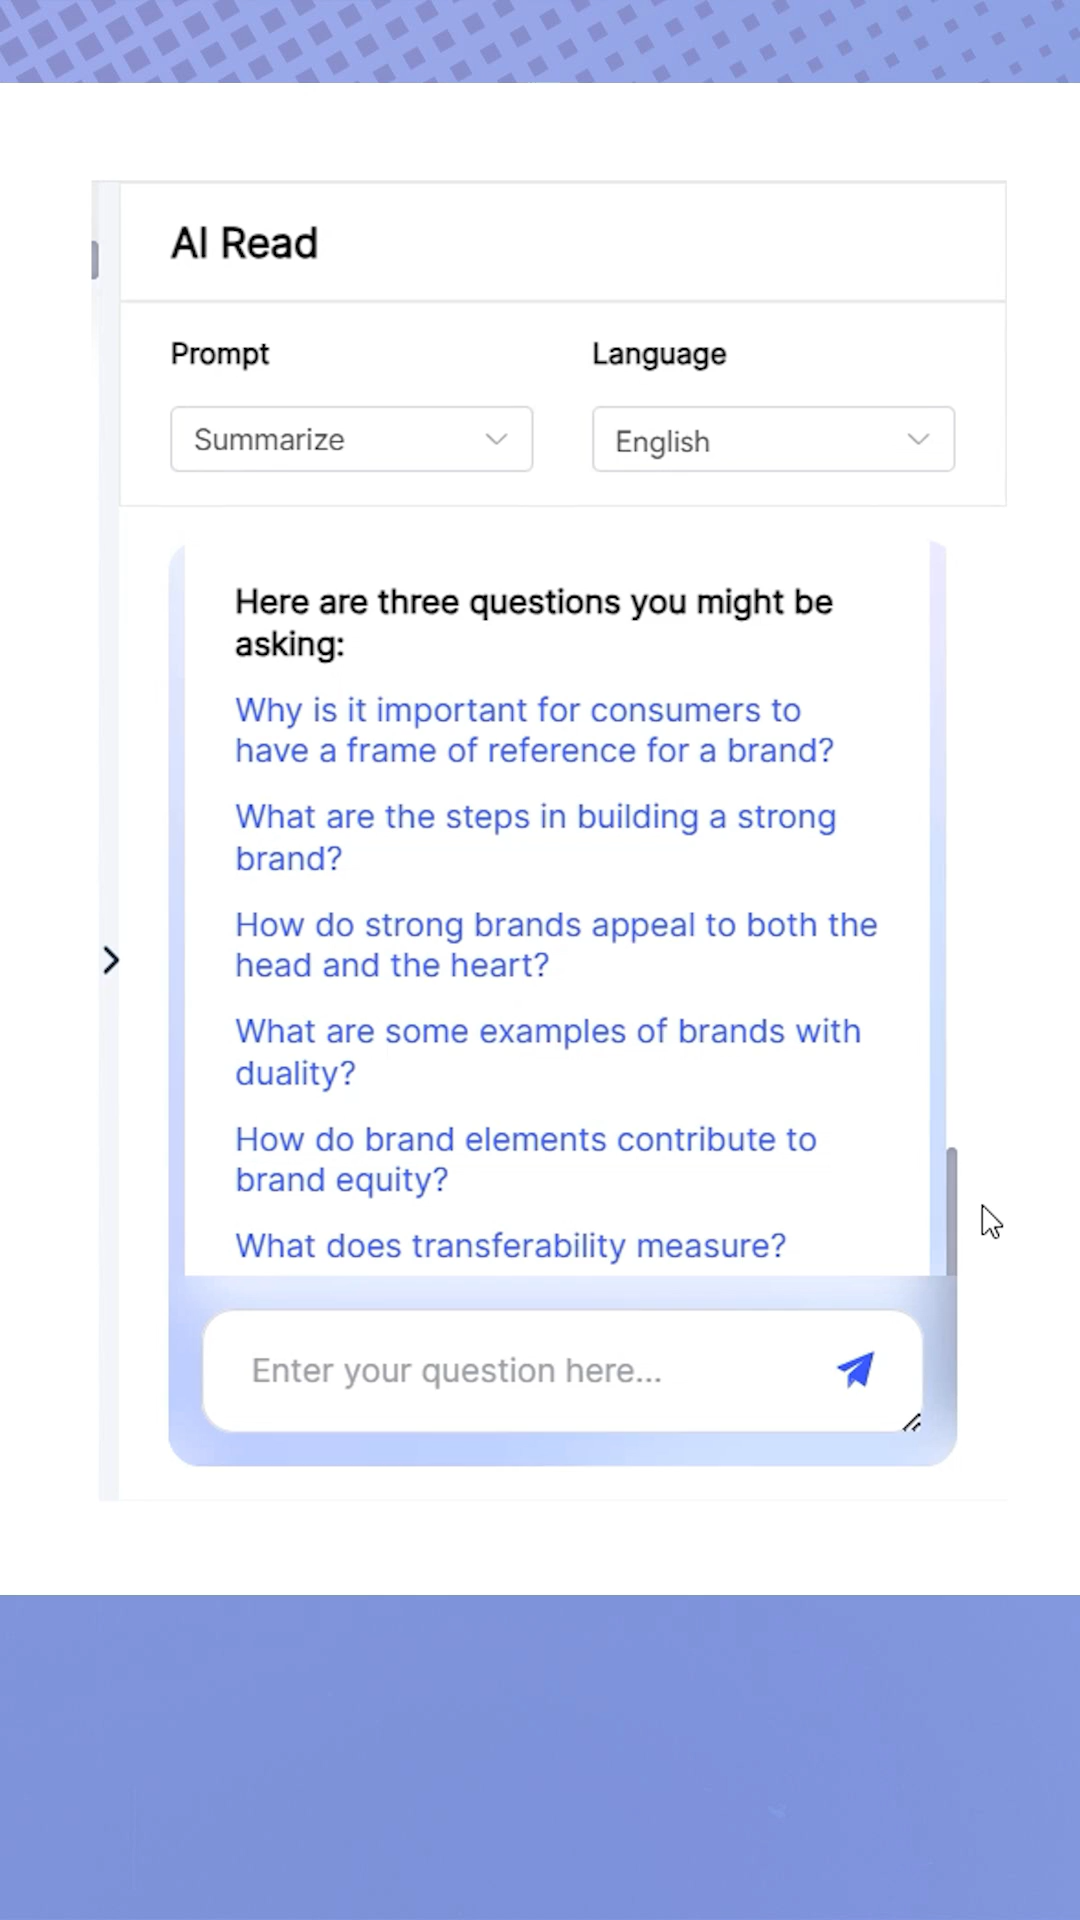 AI Read
Prompt
Language
Summarize
English
Here are three questions you might be
asking:
Why is it important for consumers to
have a frame of reference for a brand?
What are the steps in building a strong
brand?
How do strong brands appeal to both the
head and the heart?
What are some examples of brands with
duality?
How do brand elements contribute to
brand equity?
What does transferability measure?
Enter your question here...